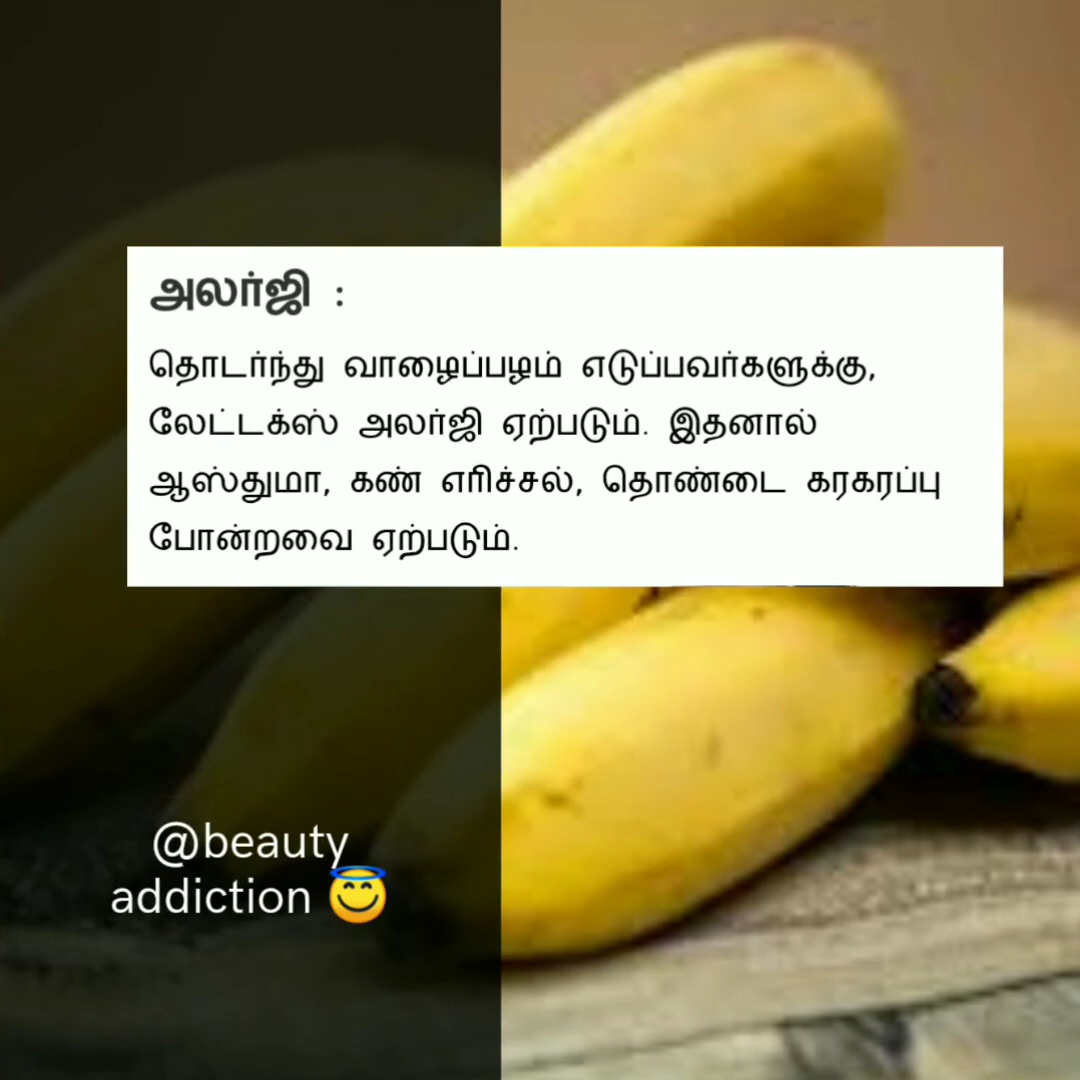 அலர்ஜி :
தொடர்ந்து வாழைப்பழம் எடுப்பவர்களுக்கு,
லேட்டக்ஸ் அலர்ஜி ஏற்படும். இதனால்
ஆஸ்துமா, கண் எரிச்சல், தொண்டை கரகரப்பு
போன்றவை ஏற்படும்.
@beauty
addiction 😇